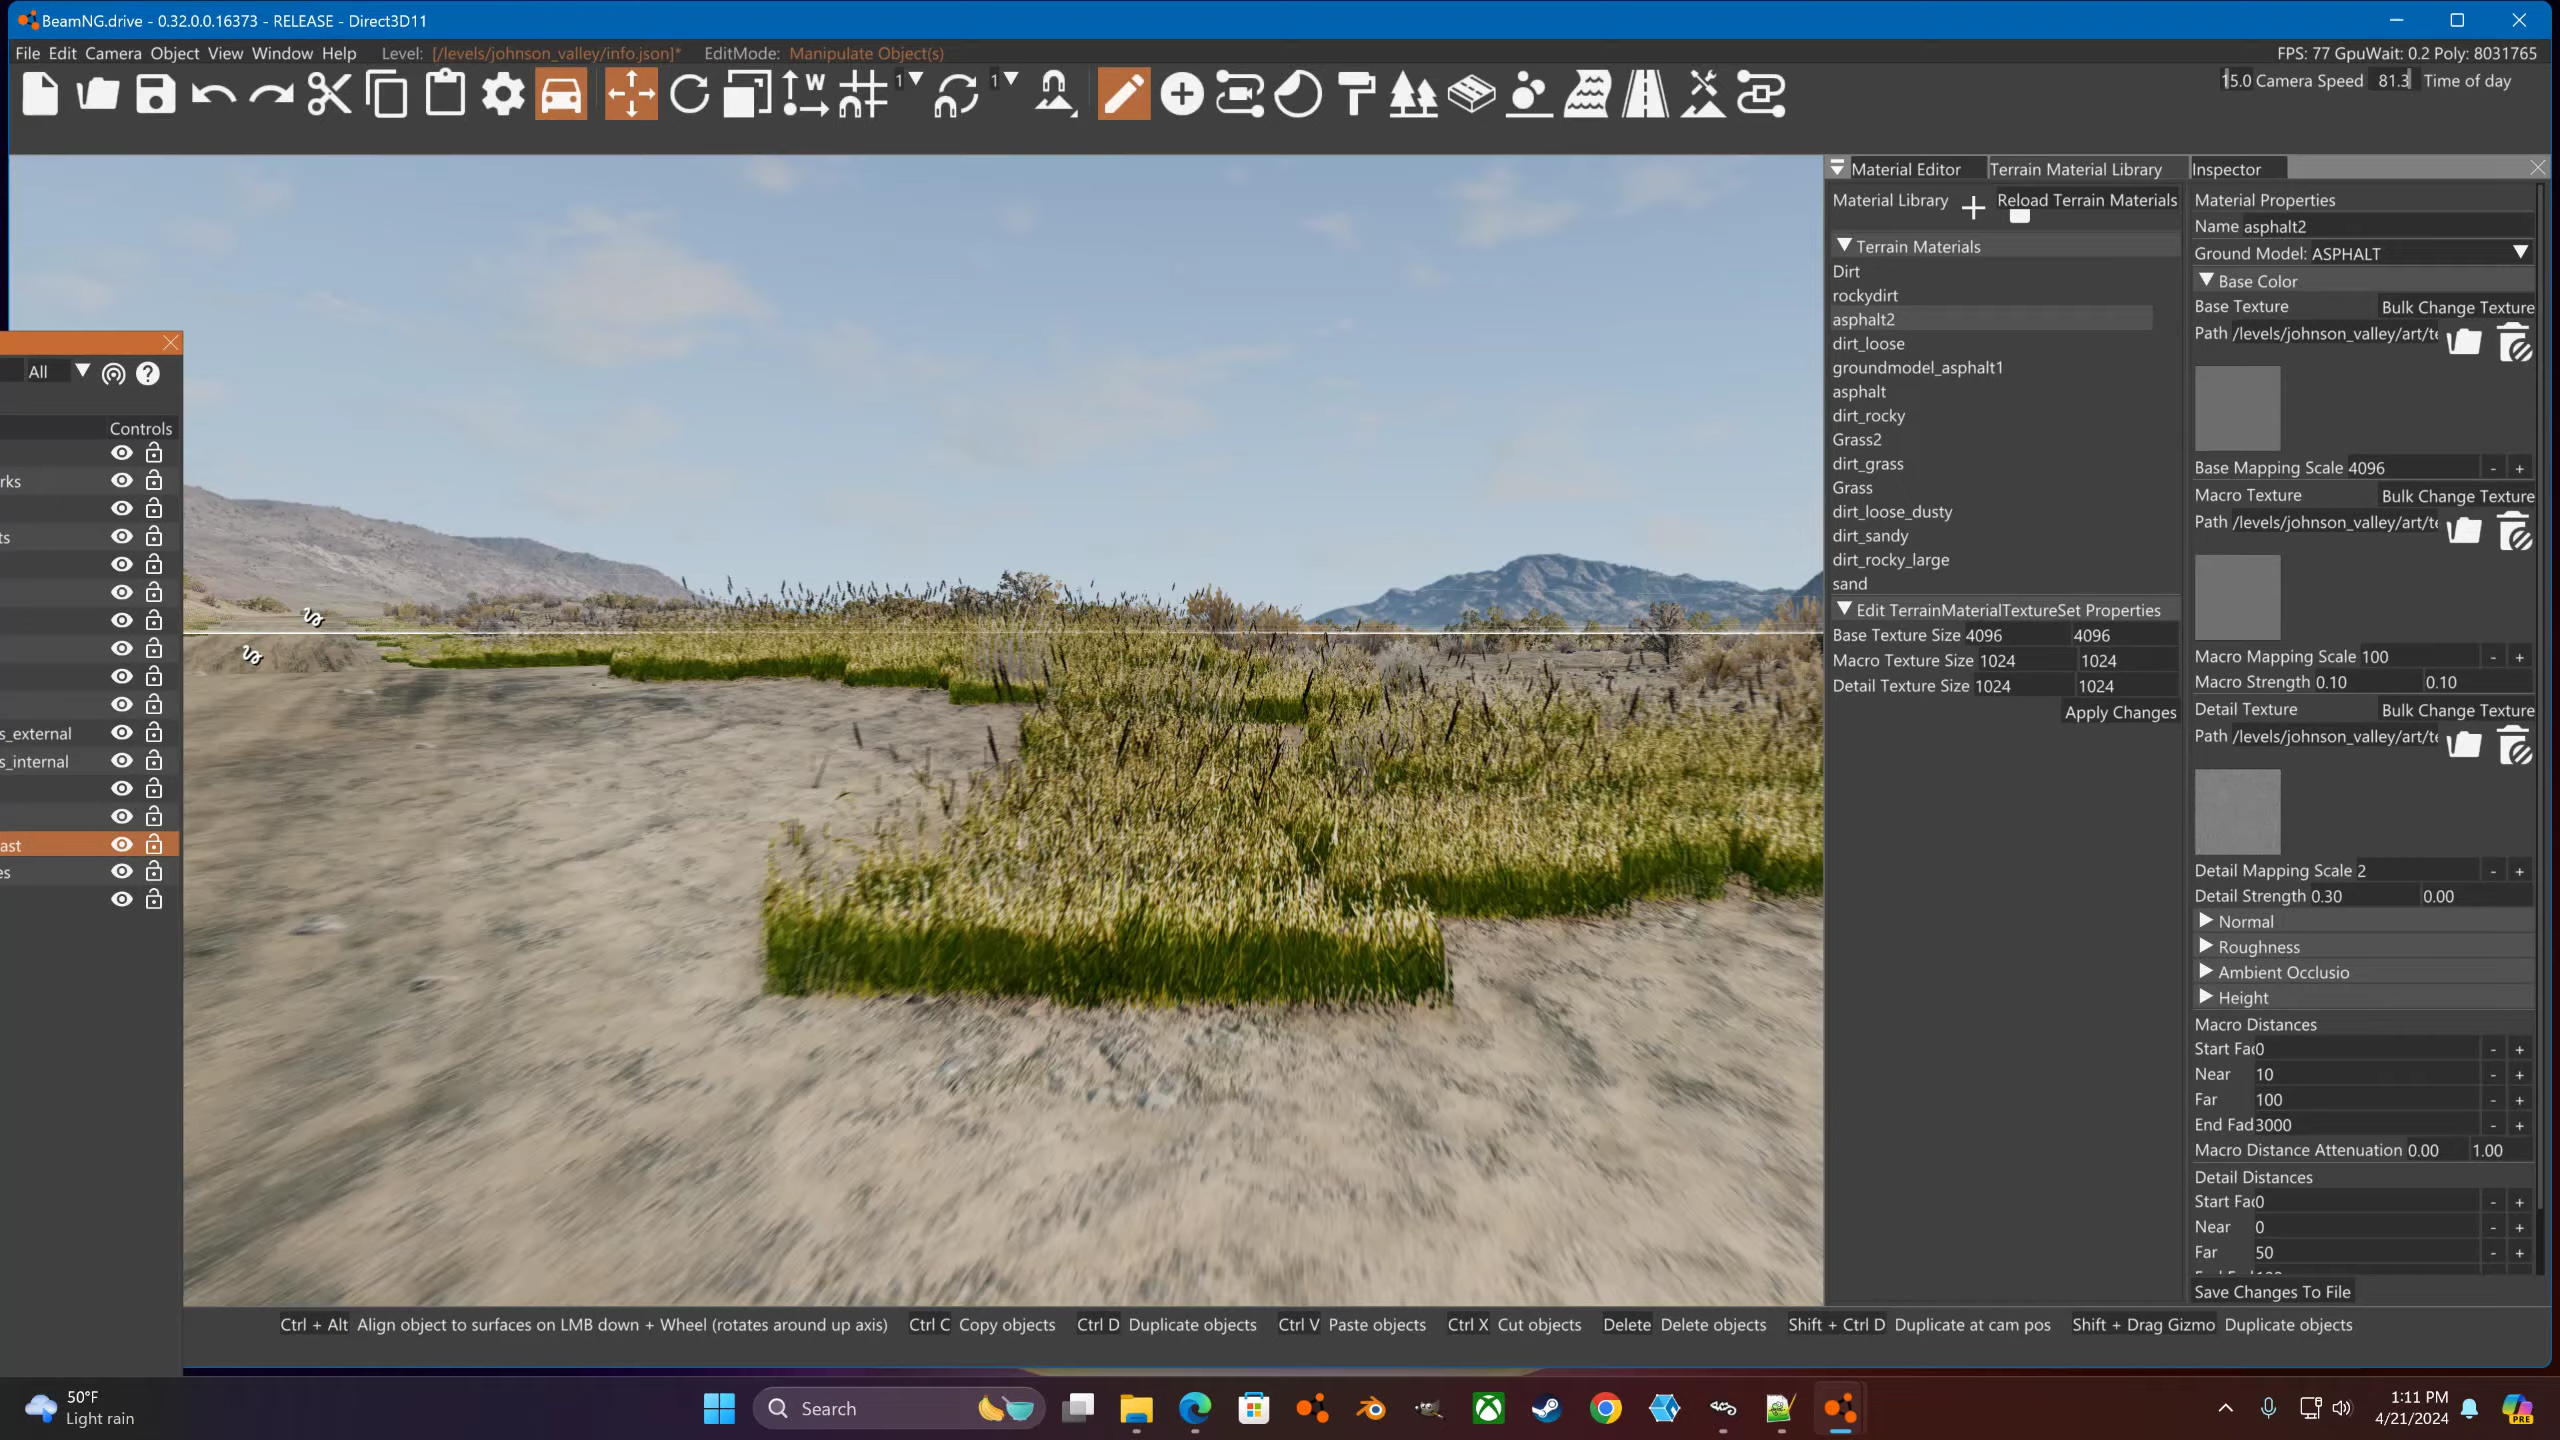 BeamNG.drive - 0.32.0.0.16373 - RELEASE - Direct3D11
File Edit Camera Object View Window Help Level: [/levels/johnson_valley/info.json]* EditMode: Manipulate Object(s) FPS: 77 GpuWait: 0.2 Poly: 8031765
W 1 1 15.0 Camera Speed 81.3 Time of day
Material Editor Terrain Material Library Inspector
Material Library + Reload Terrain Materials
Terrain Materials
Dirt
rockydirt
asphalt2
dirt_loose
groundmodel_asphalt1
asphalt
dirt_rocky
Grass2
dirt_grass
Grass
dirt_loose_dusty
dirt_sandy
dirt_rocky_large
sand
Edit TerrainMaterialTextureSet Properties
Base Texture Size 4096 4096
Macro Texture Size 1024 1024
Detail Texture Size 1024 1024
Apply Changes
Material Properties
Name asphalt2
Ground Model: ASPHALT
Base Color
Base Texture Bulk Change Texture
Path /levels/johnson_valley/art/te
Base Mapping Scale 4096 - +
Macro Texture Bulk Change Texture
Path /levels/johnson_valley/art/te
Macro Mapping Scale 100 - +
Macro Strength 0.10 0.10
Detail Texture Bulk Change Texture
Path /levels/johnson_valley/art/te
Detail Mapping Scale 2 - +
Detail Strength 0.30 0.00
Normal
Roughness
Ambient Occlusio
Height
Macro Distances
Start Fad 0 - +
Near 10 - +
Far 100 - +
End Fad 3000 - +
Macro Distance Attenuation 0.00 1.00
Detail Distances
Start Fad 0 - +
Near 0 - +
Far 50 - +
Save Changes To File
All ?
Controls
rks
ts
s_external
s_internal
ast
es
Ctrl + Alt Align object to surfaces on LMB down + Wheel (rotates around up axis) Ctrl C Copy objects Ctrl D Duplicate objects Ctrl V Paste objects Ctrl X Cut objects Delete Delete objects Shift + Ctrl D Duplicate at cam pos Shift + Drag Gizmo Duplicate objects
50°F
Light rain
Search
PRE
1:11 PM
4/21/2024